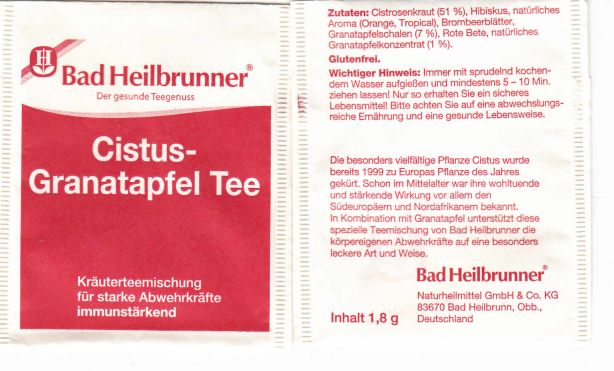 Bad Heilbrunner®
Der gesunde Teegenuss
Cistus-
Granatapfel Tee
Kräuterteemischung
für starke Abwehrkräfte
immunstärkend
Zutaten: Cistrosenkraut (51 %), Hibiskus, natürliches
Aroma (Orange, Tropical), Brombeerblätter,
Granatapfelschalen (7 %), Rote Bete, natürliches
Granatapfelkonzentrat (1 %).
Glutenfrei.
Wichtiger Hinweis: Immer mit sprudelnd kochen-
dem Wasser aufgießen und mindestens 5 – 10 Min.
ziehen lassen! Nur so erhalten Sie ein sicheres
Lebensmittel! Bitte achten Sie auf eine abwechslungs-
reiche Ernährung und eine gesunde Lebensweise.
Die besonders vielfältige Pflanze Cistus wurde
bereits 1999 zu Europas Pflanze des Jahres
gekürt. Schon im Mittelalter war ihre wohltuende
und stärkende Wirkung vor allem den
Südeuropäern und Nordafrikanern bekannt.
In Kombination mit Granatapfel unterstützt diese
spezielle Teemischung von Bad Heilbrunner die
körpereigenen Abwehrkräfte auf eine besonders
leckere Art und Weise.
Bad Heilbrunner®
Naturheilmittel GmbH & Co. KG
83670 Bad Heilbrunn, Obb.,
Deutschland
Inhalt 1,8 g